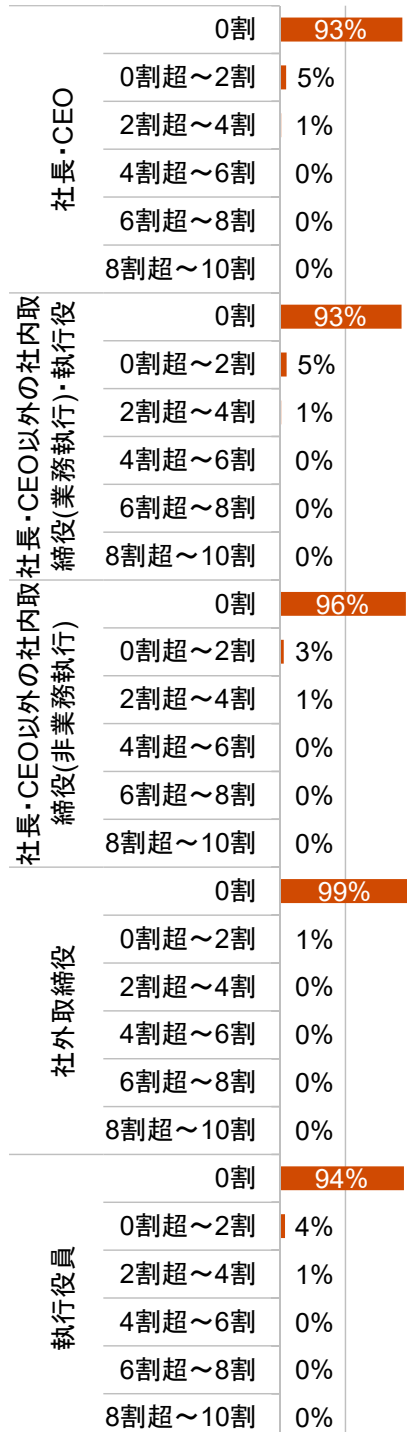 社長・CEO
0割 93%
0割超～2割 5%
2割超～4割 1%
4割超～6割 0%
6割超～8割 0%
8割超～10割 0%
社長・CEO以外の社内取
締役(業務執行)・執行役
0割 93%
0割超～2割 5%
2割超～4割 1%
4割超～6割 0%
6割超～8割 0%
8割超～10割 0%
社長・CEO以外の社内取
締役(非業務執行)
0割 96%
0割超～2割 3%
2割超～4割 1%
4割超～6割 0%
6割超～8割 0%
8割超～10割 0%
社外取締役
0割 99%
0割超～2割 1%
2割超～4割 0%
4割超～6割 0%
6割超～8割 0%
8割超～10割 0%
執行役員
0割 94%
0割超～2割 4%
2割超～4割 1%
4割超～6割 0%
6割超～8割 0%
8割超～10割 0%